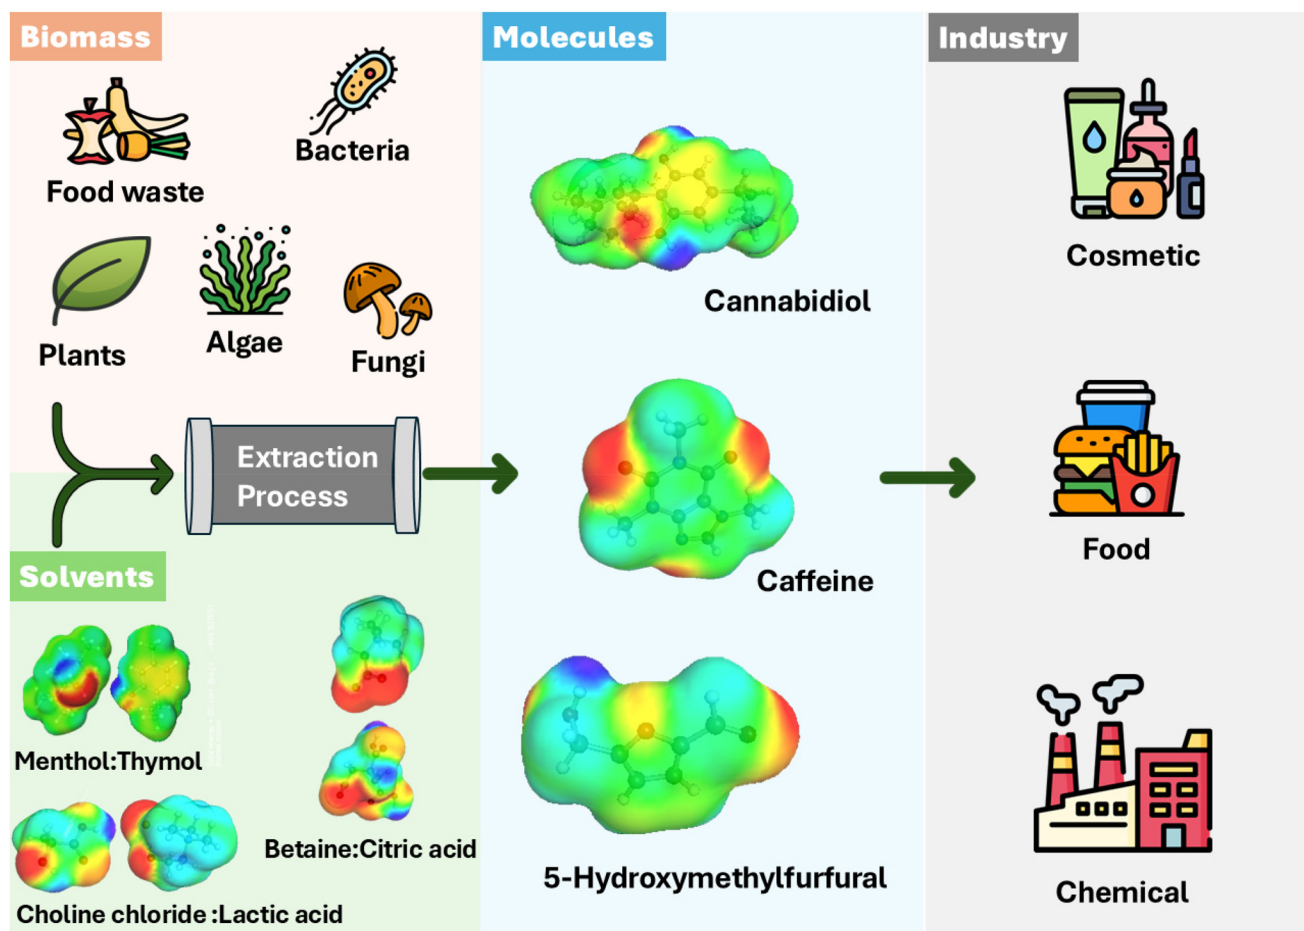 Biomass
Food waste
Bacteria
Plants
Algae
Fungi
Extraction
Process
Solvents
Menthol:Thymol
Betaine:Citric acid
Choline chloride :Lactic acid
Molecules
Cannabidiol
Caffeine
5-Hydroxymethylfurfural
Industry
Cosmetic
Food
Chemical